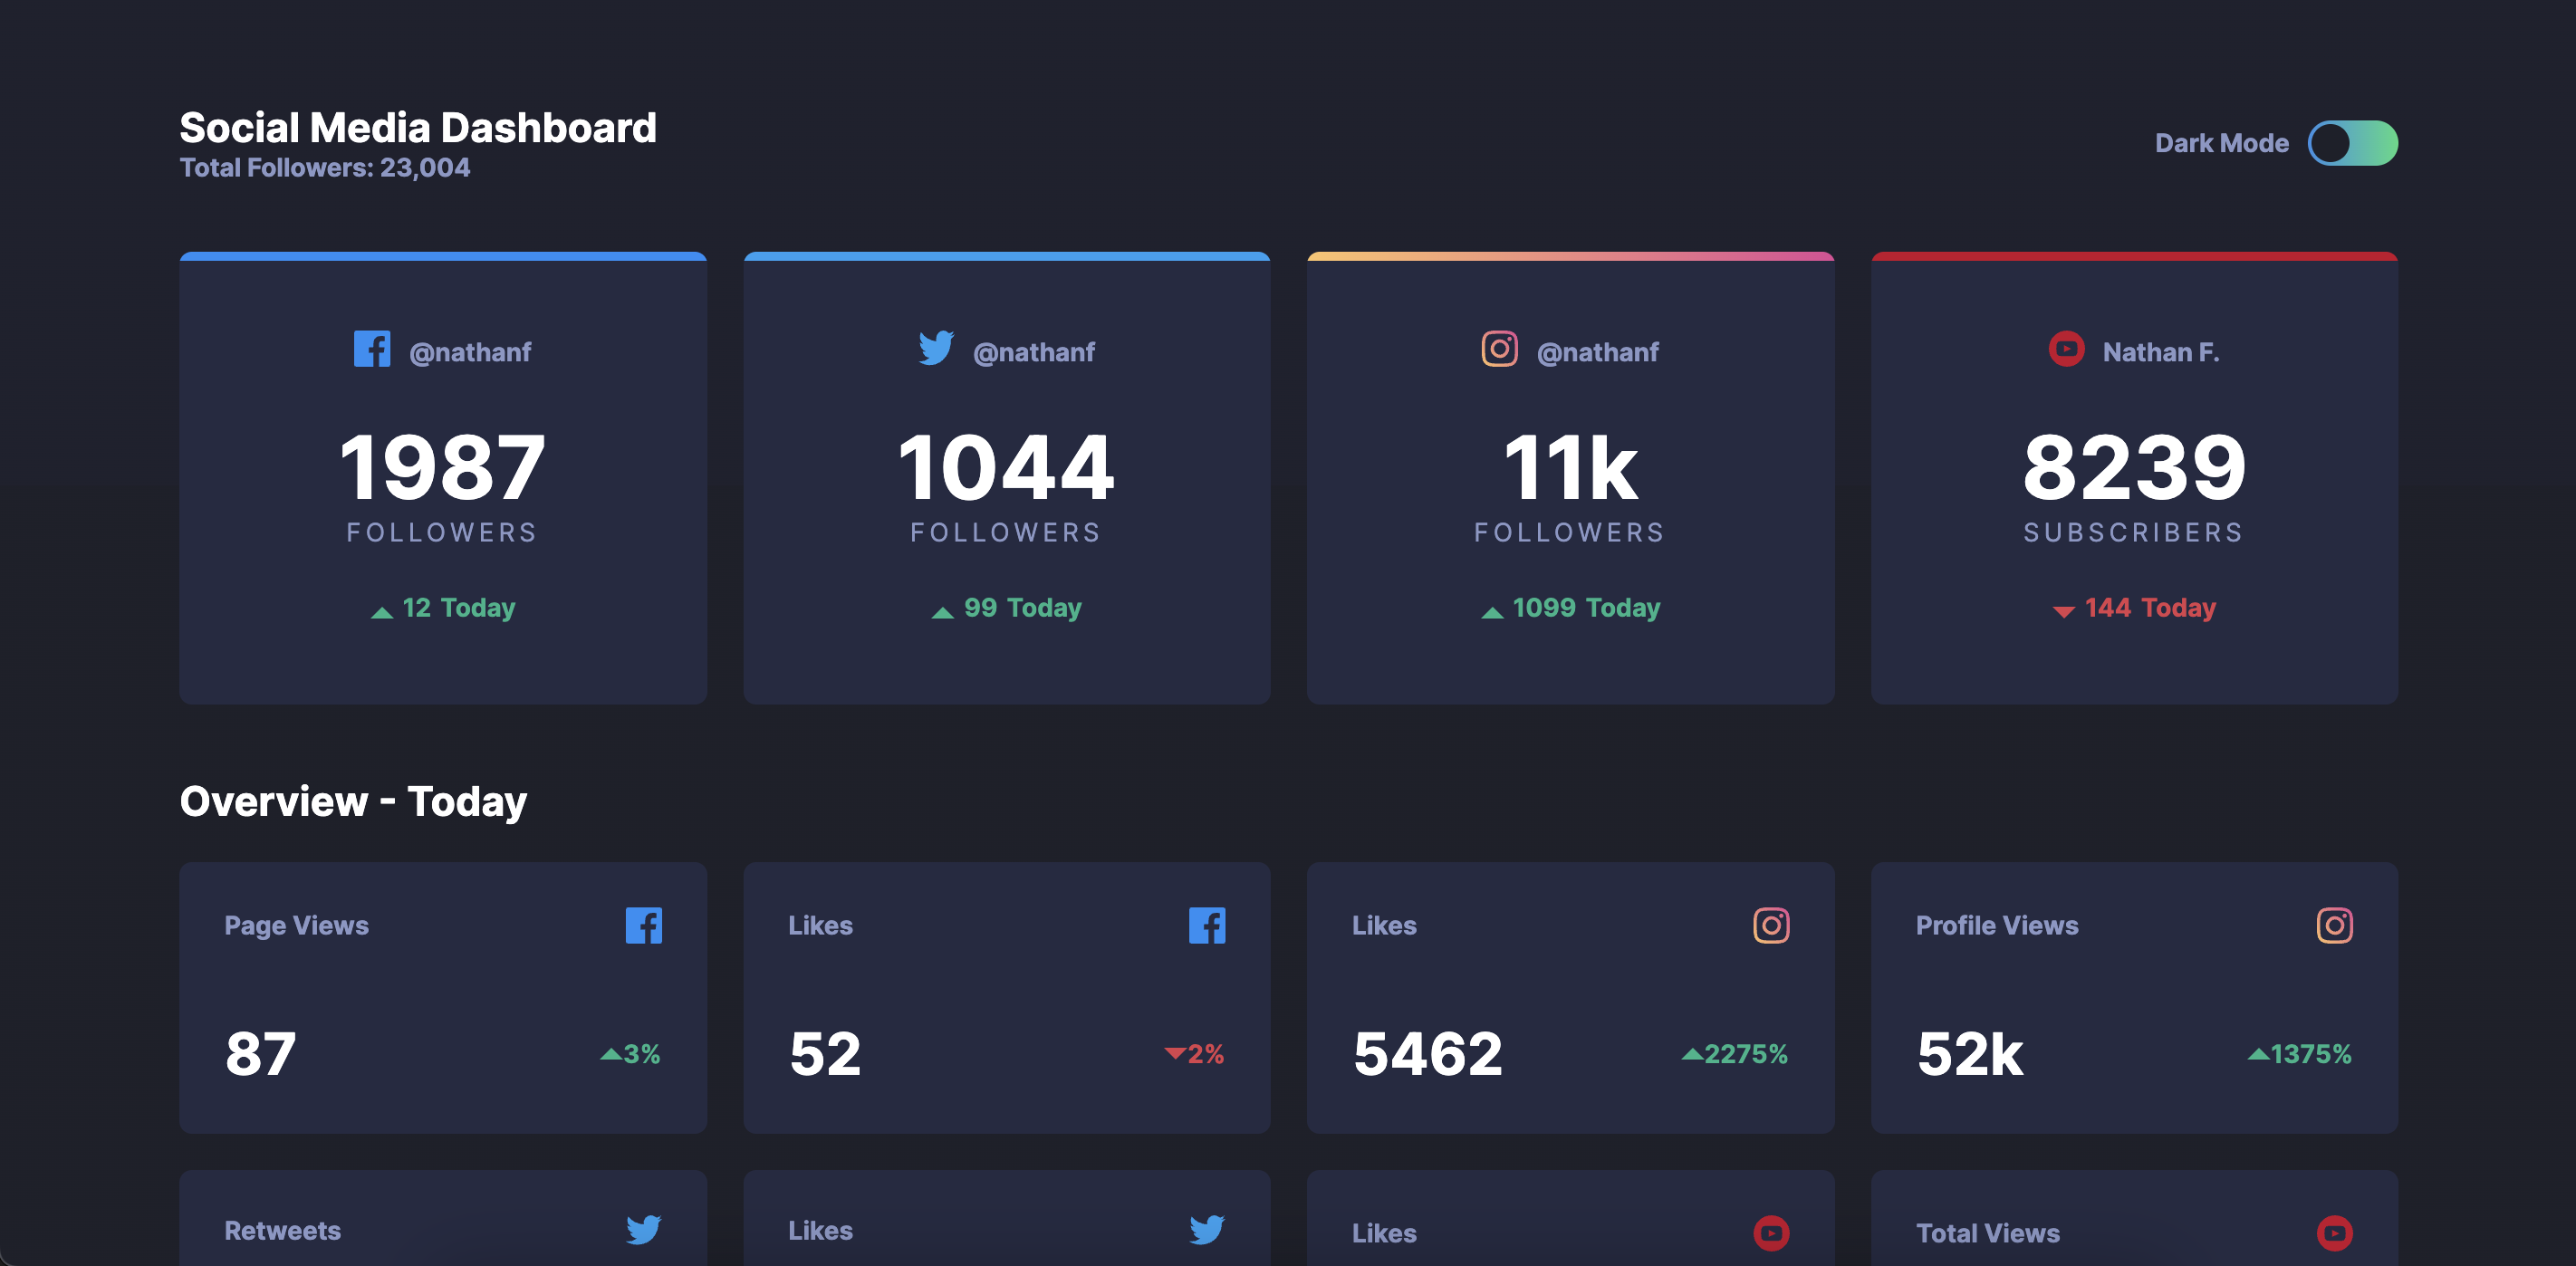 Social Media Dashboard
Total Followers: 23,004
Dark Mode
@nathanf
1987
FOLLOWERS
12 Today
@nathanf
1044
FOLLOWERS
99 Today
@nathanf
11k
FOLLOWERS
1099 Today
Nathan F.
8239
SUBSCRIBERS
144 Today
Overview - Today
Page Views
87
3%
Likes
52
2%
Likes
5462
2275%
Profile Views
52k
1375%
Retweets
Likes
Likes
Total Views